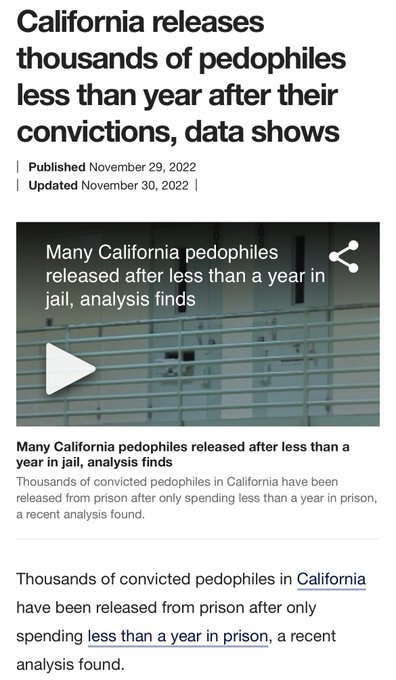 California releases
thousands of pedophiles
less than year after their
convictions, data shows
| Published November 29, 2022
| Updated November 30, 2022 |
Many California pedophiles
released after less than a year in
jail, analysis finds
Many California pedophiles released after less than a
year in jail, analysis finds
Thousands of convicted pedophiles in California have been
released from prison after only spending less than a year in prison,
a recent analysis found.
Thousands of convicted pedophiles in California
have been released from prison after only
spending less than a year in prison, a recent
analysis found.